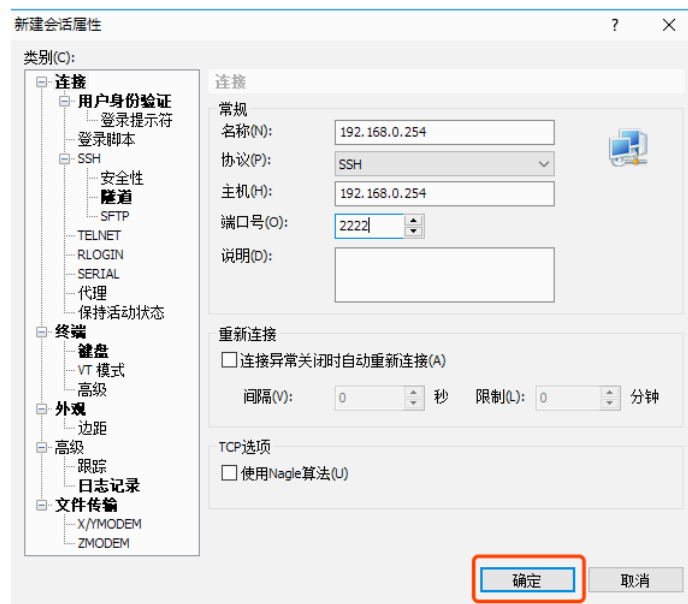 新建会话属性
?
类别(C):
连接
用户身份验证
登录提示符
登录脚本
SSH
安全性
隧道
SFTP
TELNET
RLOGIN
SERIAL
代理
保持活动状态
终端
键盘
VT 模式
高级
外观
边距
高级
跟踪
日志记录
文件传输
X/YMODEM
ZMODEM
连接
常规
名称(N): 192.168.0.254
协议(P): SSH
主机(H): 192.168.0.254
端口号(O): 2222
说明(D):
重新连接
连接异常关闭时自动重新连接(A)
间隔(V): 0 秒 限制(L): 0 分钟
TCP选项
使用Nagle算法(U)
确定 取消